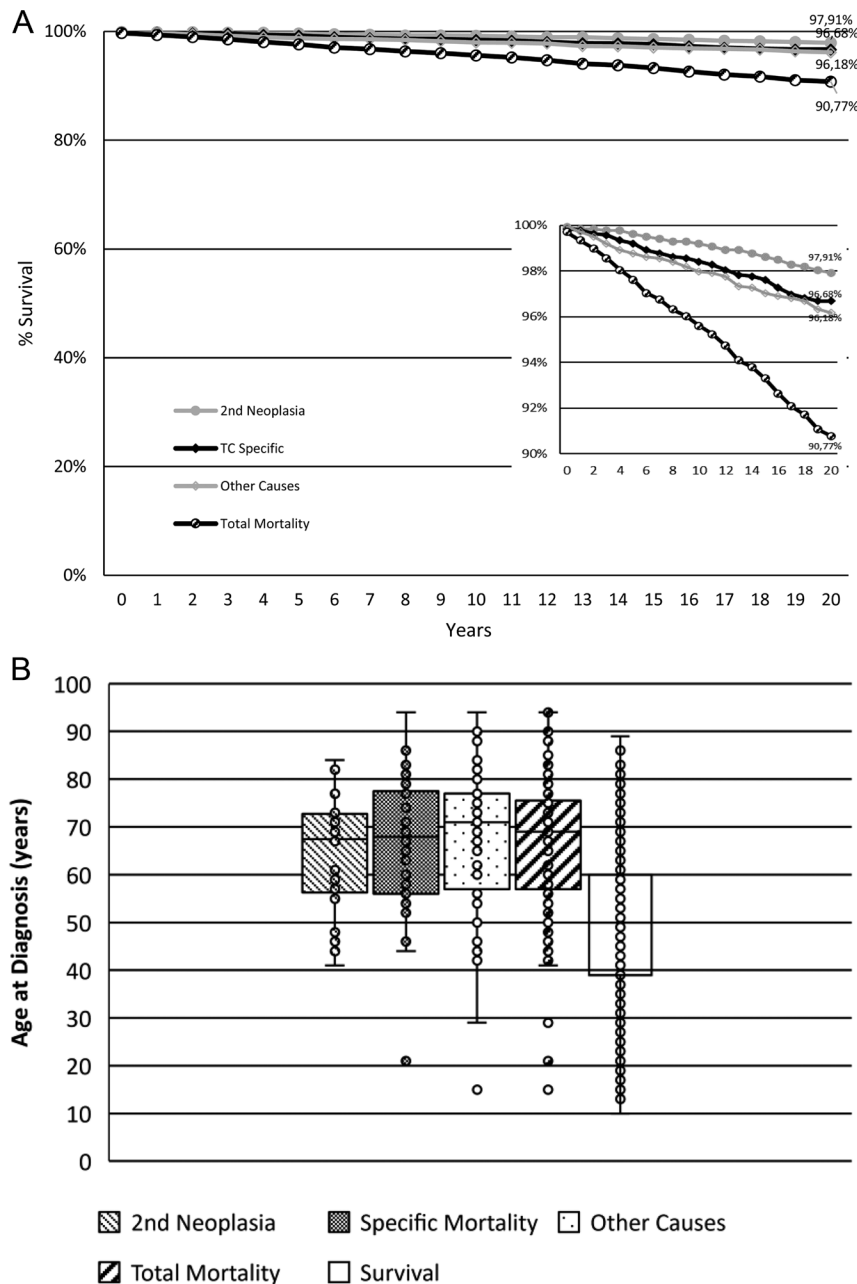 A
100%
80%
60%
40%
20%
0%
% Survival
97,91%
96,68%
96,18%
90,77%
100%
98%
96%
94%
92%
90%
97,91%
96,68%
96,18%
90,77%
0 2 4 6 8 10 12 14 16 18 20
2nd Neoplasia
TC Specific
Other Causes
Total Mortality
0 1 2 3 4 5 6 7 8 9 10 11 12 13 14 15 16 17 18 19 20
Years
B
Age at Diagnosis (years)
100
90
80
70
60
50
40
30
20
10
0
2nd Neoplasia Specific Mortality Other Causes
Total Mortality Survival